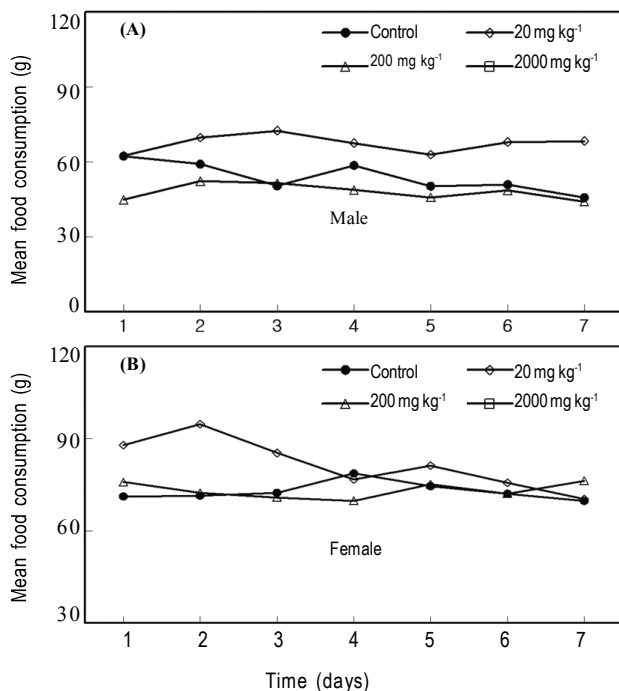 Mean food consumption (g)
120
90
60
30
0
(A)
Control
20 mg kg⁻¹
200 mg kg⁻¹
2000 mg kg⁻¹
Male
1 2 3 4 5 6 7
Mean food consumption (g)
120
90
60
30
(B)
Control
20 mg kg⁻¹
200 mg kg⁻¹
2000 mg kg⁻¹
Female
1 2 3 4 5 6 7
Time (days)